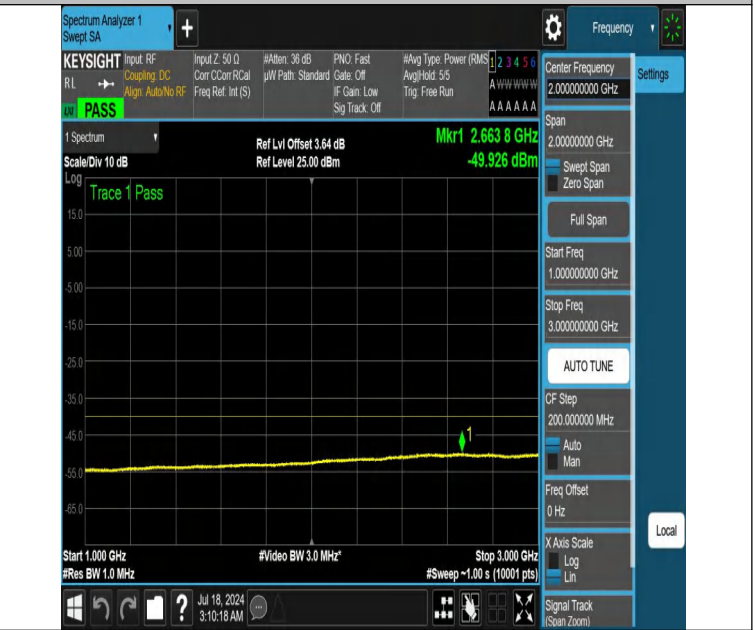 Spectrum Analyzer 1
Swept SA
+
Frequency
KEYSIGHT
RL
PASS
Input: RF
Coupling: DC
Align: Auto/No RF
Input Z: 50 Ω
Corr CCorr RCal
Freq Ref: Int (S)
#Atten: 36 dB
µW Path: Standard
PNO: Fast
Gate: Off
IF Gain: Low
Sig Track: Off
#Avg Type: Power (RMS
Avg|Hold: 5/5
Trig: Free Run
1 2 3 4 5 6
A W W W W W
A A A A A A
1 Spectrum
Scale/Div 10 dB
Ref Lvl Offset 3.64 dB
Ref Level 25.00 dBm
Mkr1 2.663 8 GHz
-49.926 dBm
Log
Trace 1 Pass
15.0
5.00
-5.00
-15.0
-25.0
-35.0
-45.0
-55.0
-65.0
1
Start 1.000 GHz
#Res BW 1.0 MHz
#Video BW 3.0 MHz*
Stop 3.000 GHz
#Sweep ~1.00 s (10001 pts)
?
Jul 18, 2024
3:10:18 AM
Center Frequency
2.000000000 GHz
Settings
Span
2.00000000 GHz
Swept Span
Zero Span
Full Span
Start Freq
1.000000000 GHz
Stop Freq
3.000000000 GHz
AUTO TUNE
CF Step
200.000000 MHz
Auto
Man
Freq Offset
0 Hz
X Axis Scale
Log
Lin
Local
Signal Track
(Span Zoom)